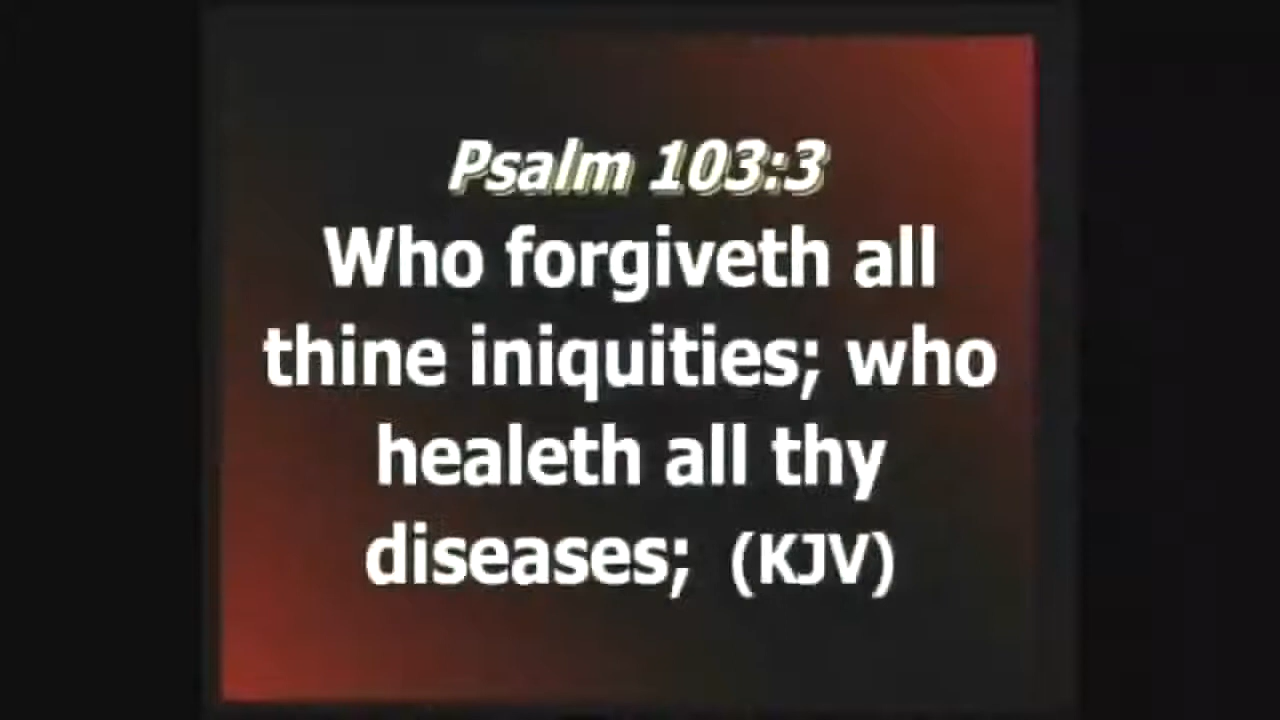 Psalm 103:3
Who forgiveth all
thine iniquities; who
healeth all thy
diseases; (KJV)